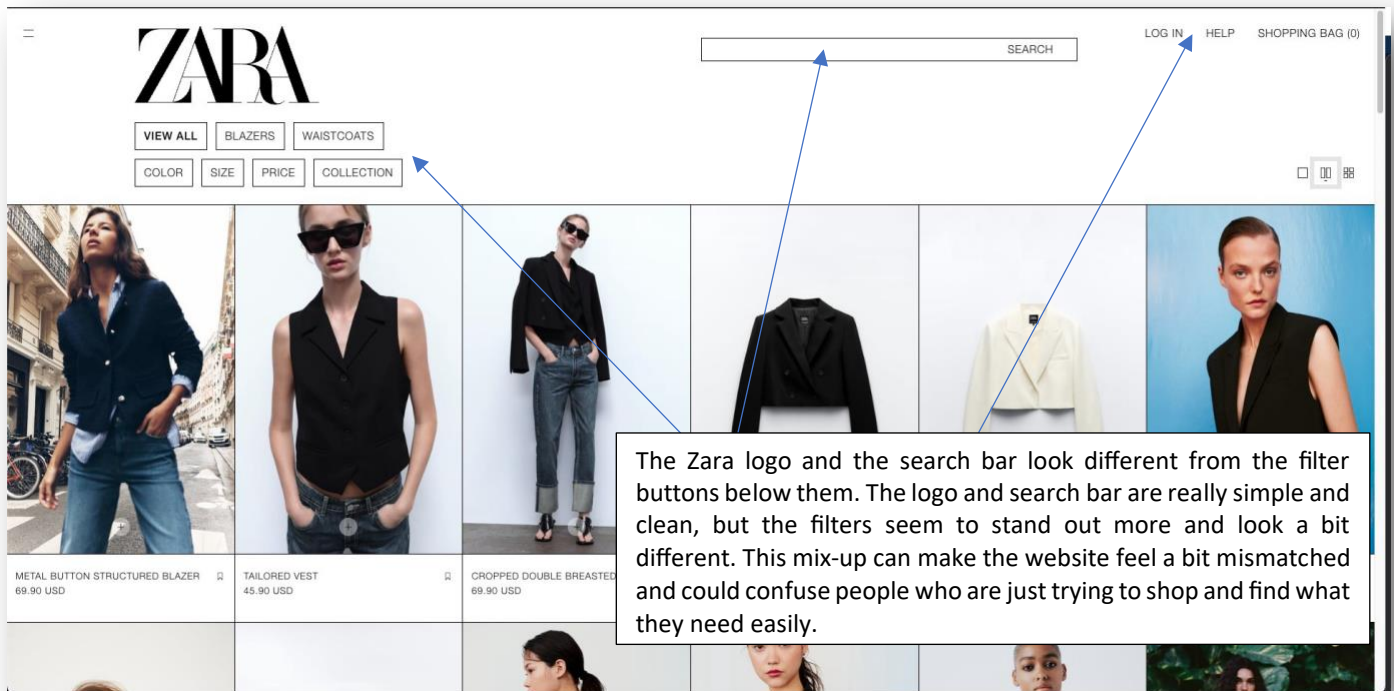 ZARA
SEARCH
LOG IN HELP SHOPPING BAG (0)
VIEW ALL BLAZERS WAISTCOATS
COLOR SIZE PRICE COLLECTION
METAL BUTTON STRUCTURED BLAZER
69.90 USD
TAILORED VEST
45.90 USD
CROPPED DOUBLE BREASTED
69.90 USD
The Zara logo and the search bar look different from the filter
buttons below them. The logo and search bar are really simple and
clean, but the filters seem to stand out more and look a bit
different. This mix-up can make the website feel a bit mismatched
and could confuse people who are just trying to shop and find what
they need easily.